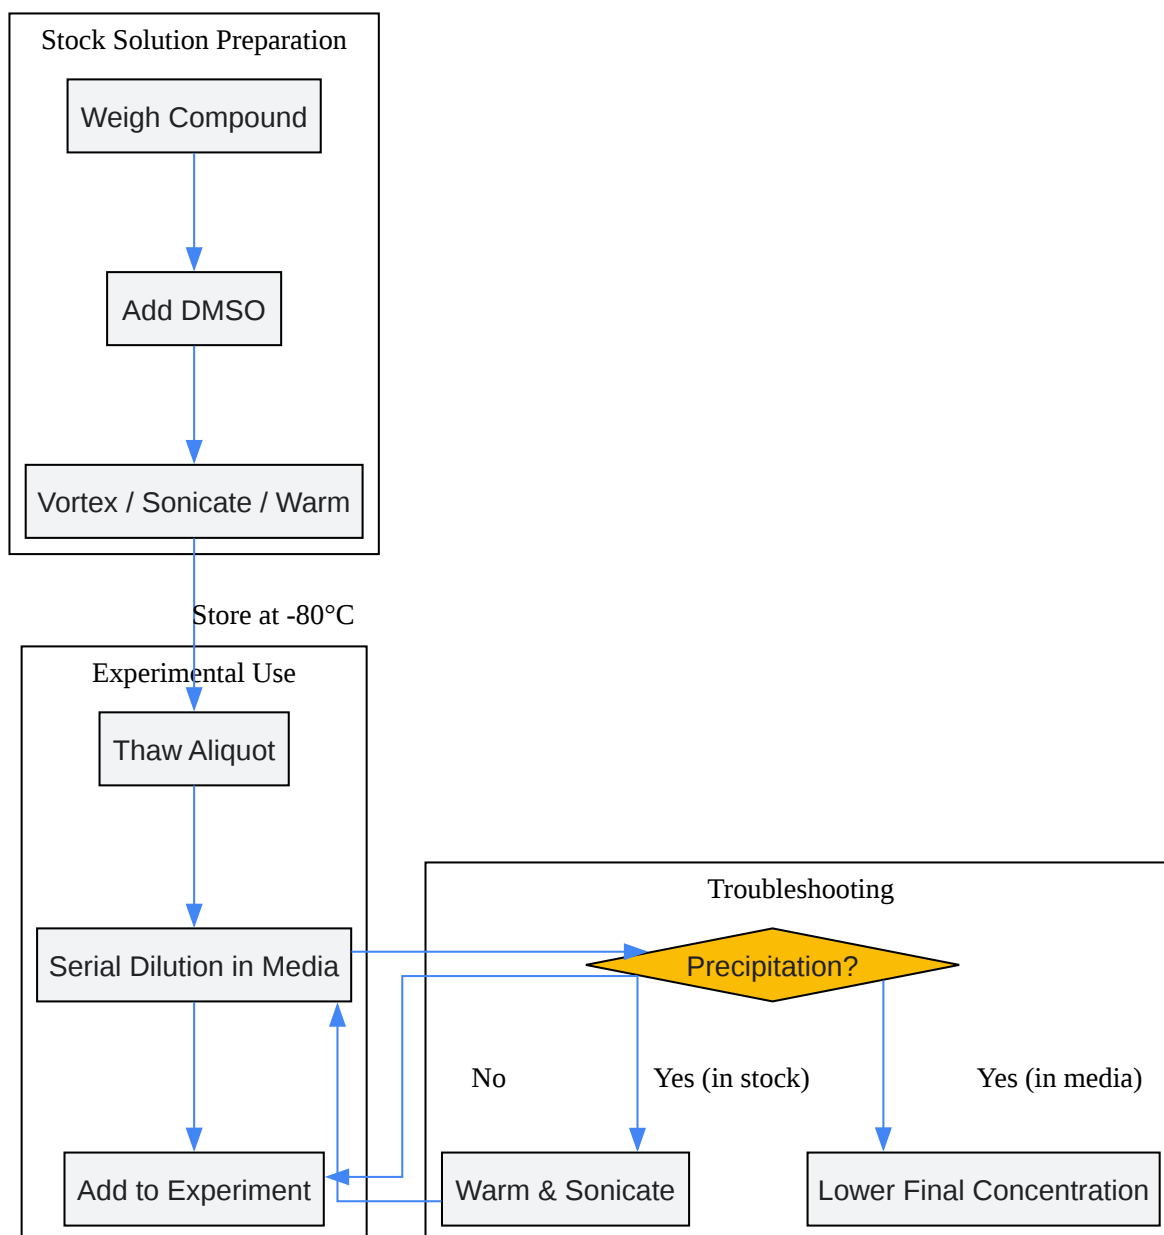 Stock Solution Preparation
Weigh Compound
Add DMSO
Vortex / Sonicate / Warm
Store at -80°C
Experimental Use
Thaw Aliquot
Troubleshooting
Serial Dilution in Media
Precipitation?
No
Yes (in stock)
Yes (in media)
Add to Experiment
Warm & Sonicate
Lower Final Concentration